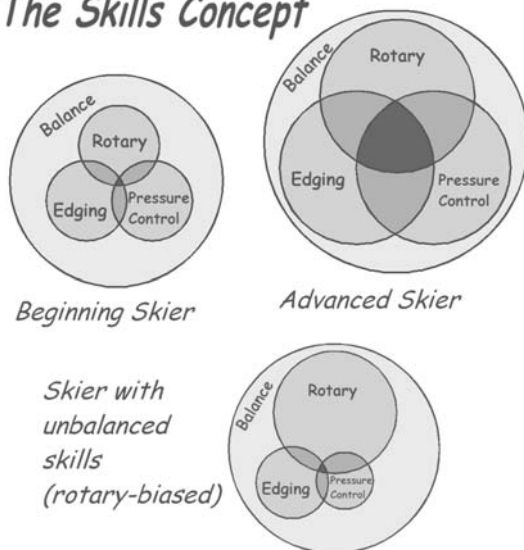 The Skills Concept
Balance
Rotary
Edging
Pressure
Control
Beginning Skier
Balance
Rotary
Edging
Pressure
Control
Advanced Skier
Skier with
unbalanced
skills
(rotary-biased)
Balance
Rotary
Edging
Pressure
Control